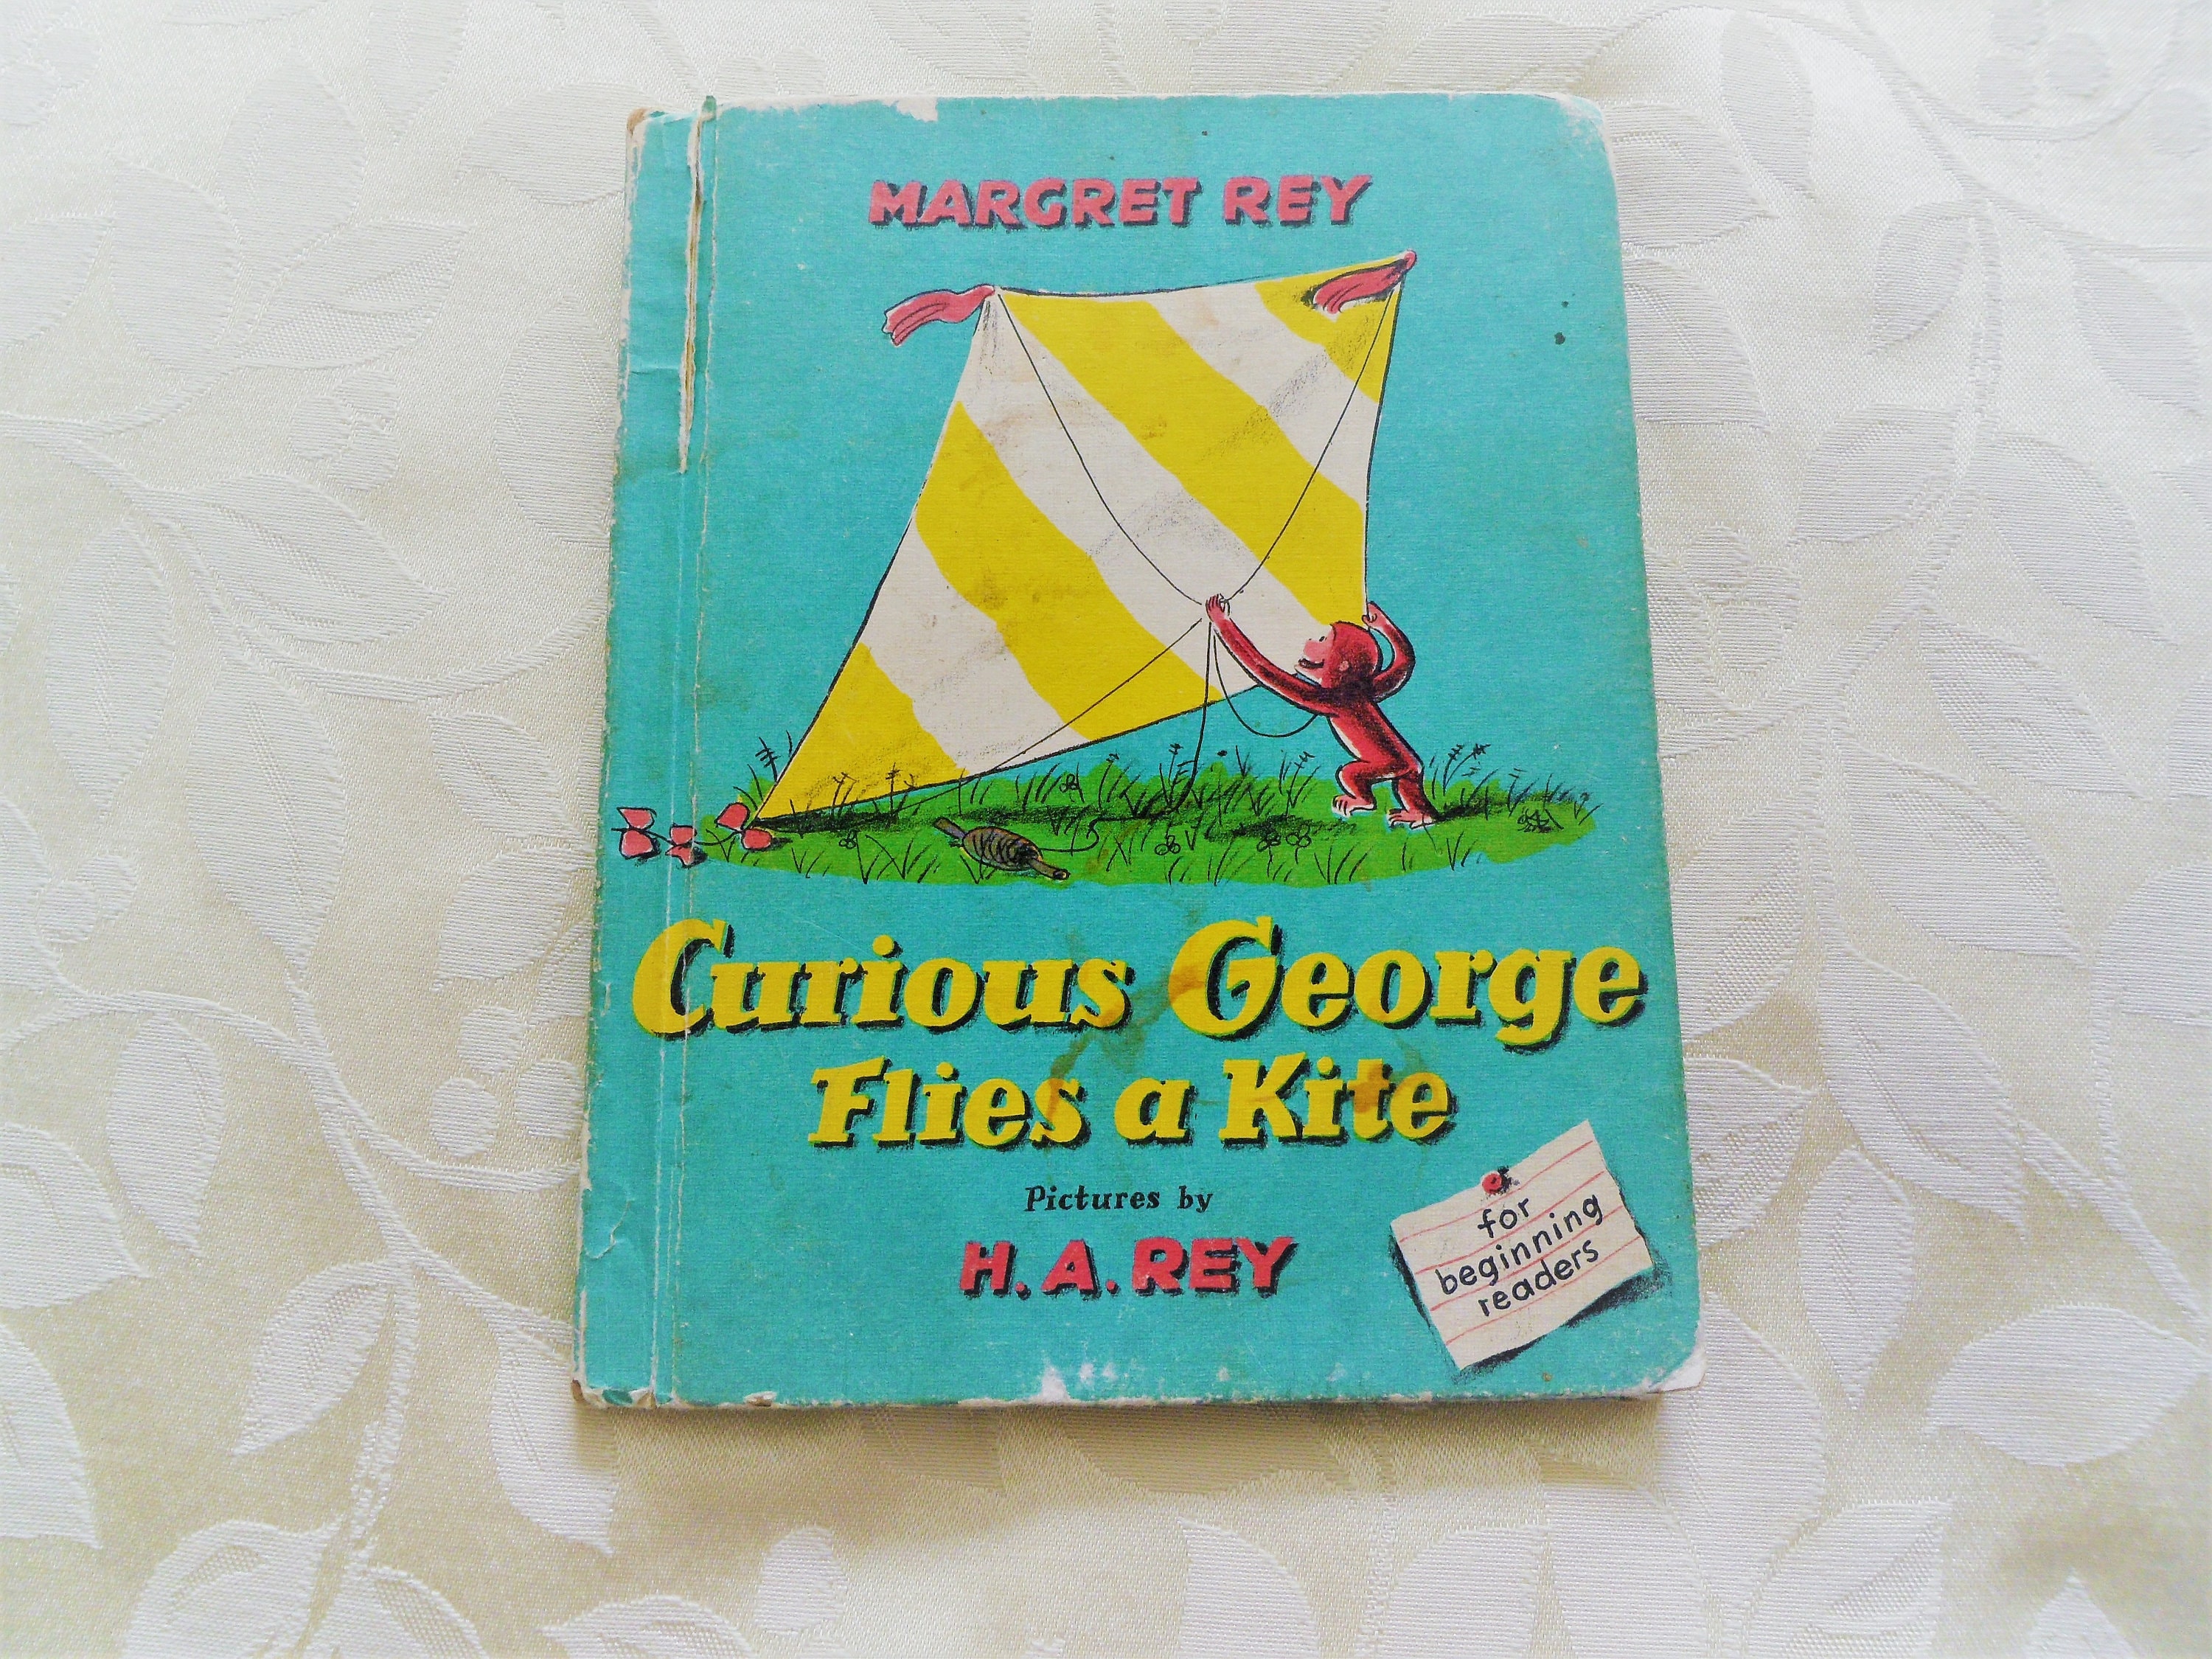 MARGRET REY
Curious George
Flies a Kite
Pictures by
H. A. REY
for
beginning
readers